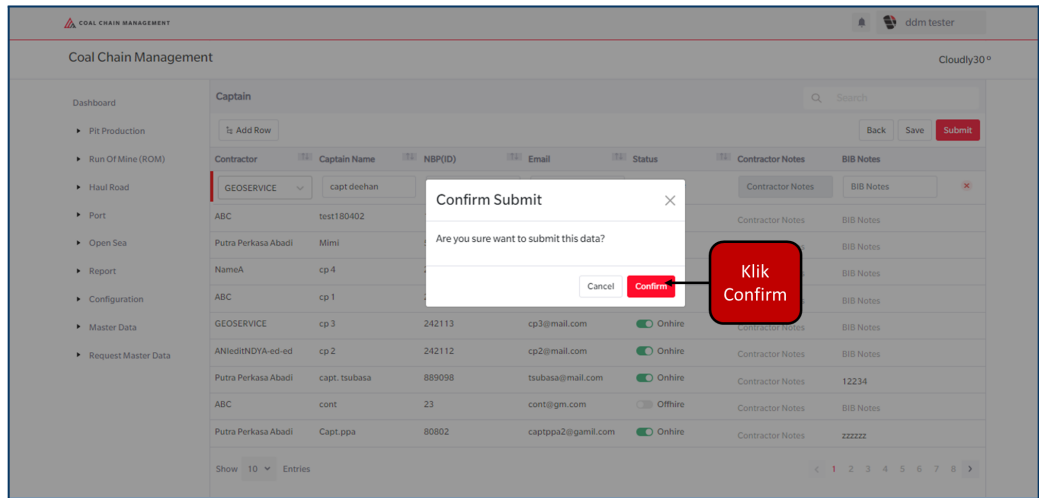 COAL CHAIN MANAGEMENT
ddm tester
Coal Chain Management
Cloudly30 º
Dashboard
Pit Production
Run Of Mine (ROM)
Haul Road
Port
Open Sea
Report
Configuration
Master Data
Request Master Data
Captain
Search
Add Row
Back Save Submit
Contractor Captain Name NBP(ID) Email Status Contractor Notes BIB Notes
GEOSERVICE capt deehan Contractor Notes BIB Notes
ABC test180402 Contractor Notes BIB Notes
Putra Perkasa Abadi Mimi BIB Notes
NameA cp 4 BIB Notes
ABC cp 1 BIB Notes
GEOSERVICE cp 3 242113 cp3@mail.com Onhire Contractor Notes BIB Notes
ANIeditNDYA-ed-ed cp 2 242112 cp2@mail.com Onhire Contractor Notes BIB Notes
Putra Perkasa Abadi capt. tsubasa 889098 tsubasa@mail.com Onhire Contractor Notes 12234
ABC cont 23 cont@gm.com Offhire Contractor Notes BIB Notes
Putra Perkasa Abadi Capt.ppa 80802 captppa2@gamil.com Onhire Contractor Notes zzzzzz
Show 10 Entries
< 1 2 3 4 5 6 7 8 >
Confirm Submit
Are you sure want to submit this data?
Cancel Confirm
Klik
Confirm